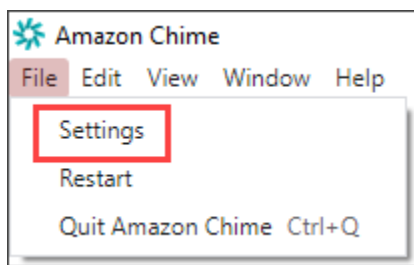 Amazon Chime
File Edit View Window Help
Settings
Restart
Quit Amazon Chime Ctrl+Q